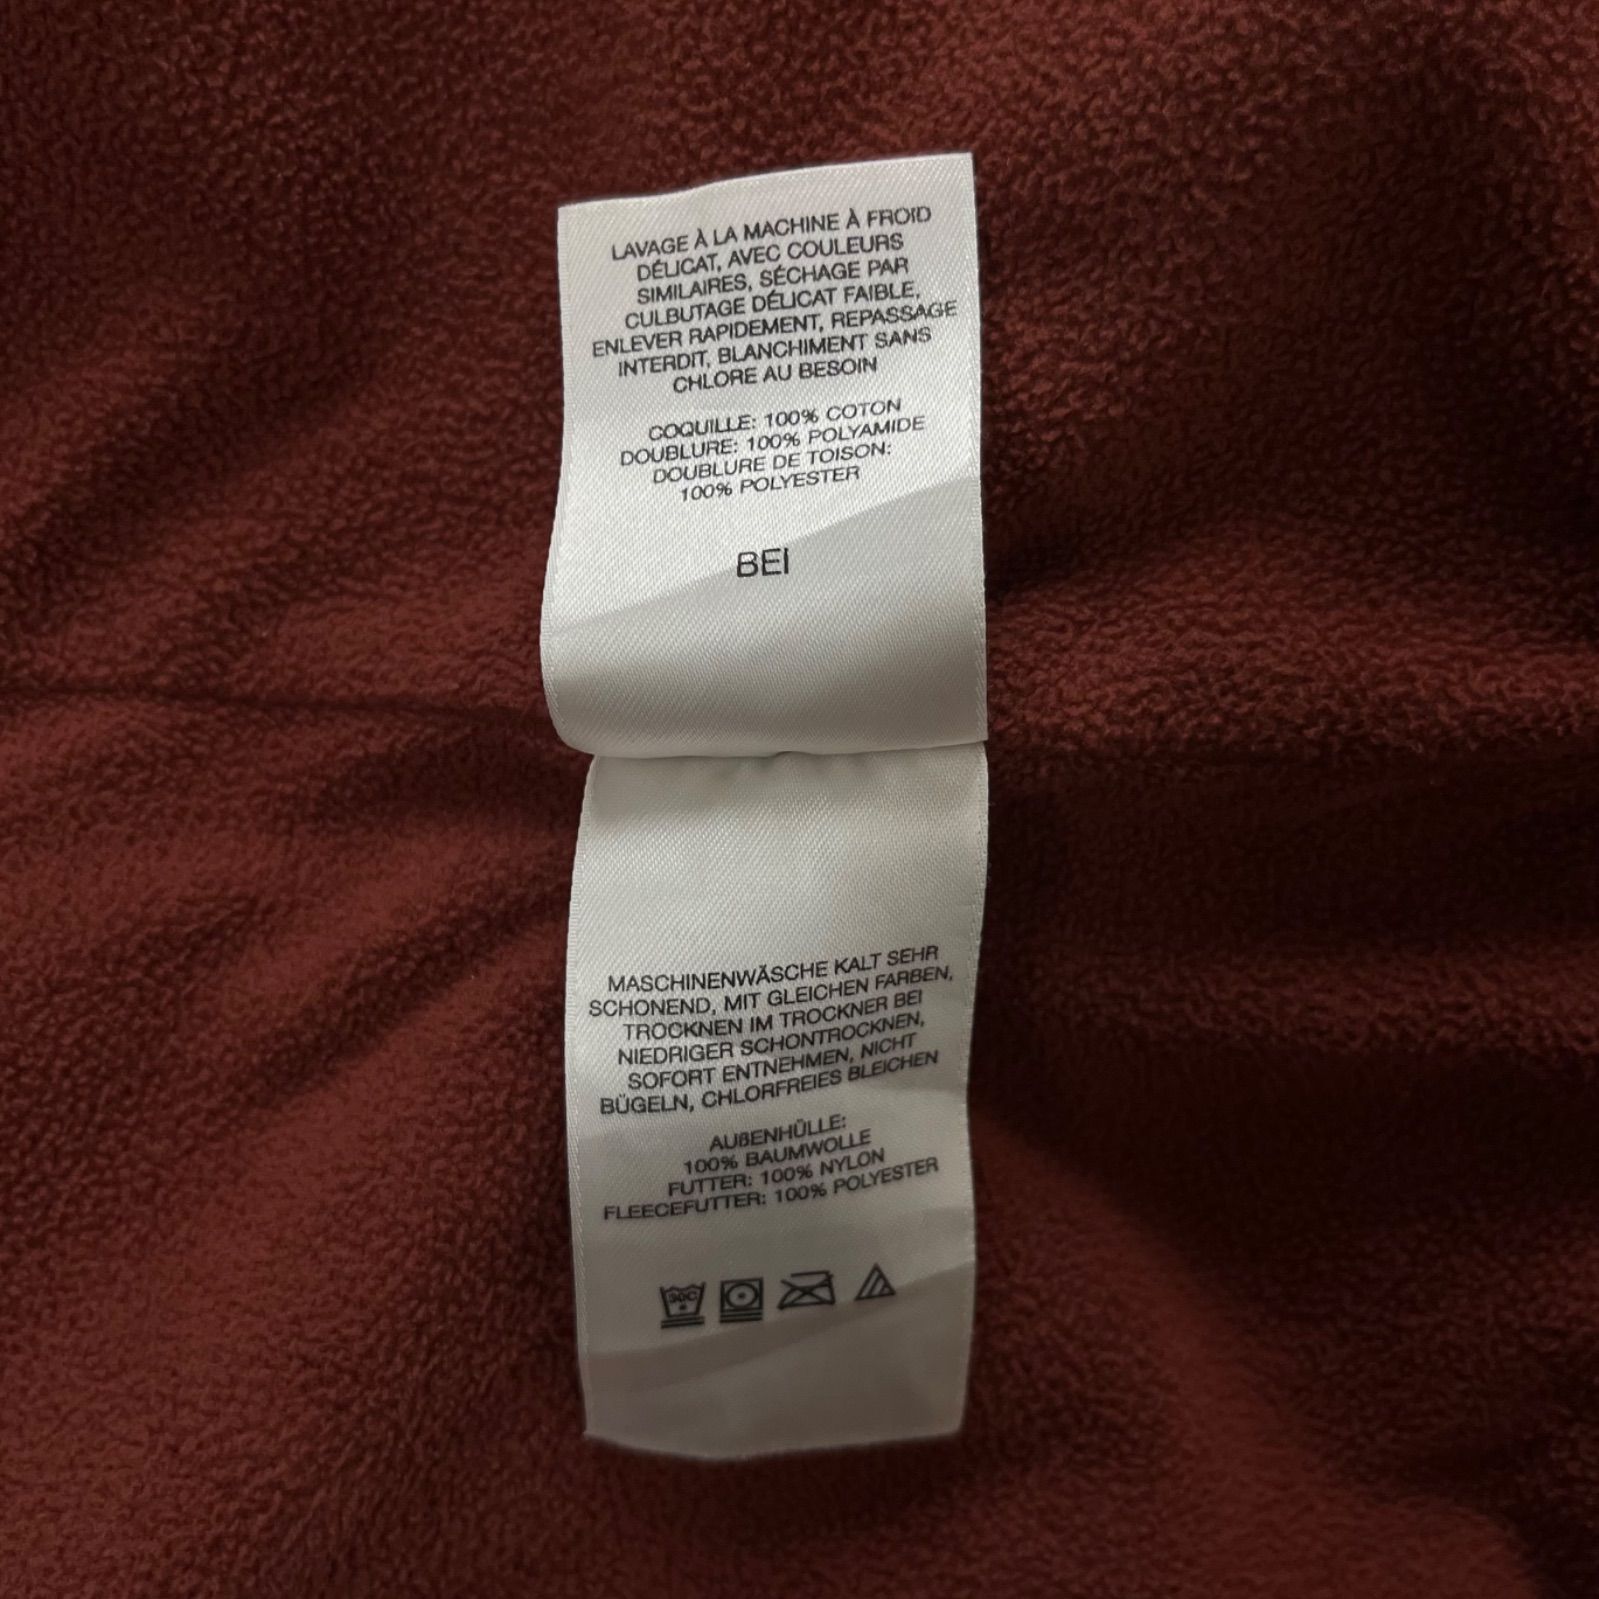 LAVAGE À LA MACHINE À FROID
DÉLICAT, AVEC COULEURS
SIMILAIRES, SÉCHAGE PAR
CULBUTAGE DÉLICAT FAIBLE,
ENLEVER RAPIDEMENT, REPASSAGE
INTERDIT, BLANCHIMENT SANS
CHLORE AU BESOIN
COQUILLE: 100% COTON
DOUBLURE: 100% POLYAMIDE
DOUBLURE DE TOISON:
100% POLYESTER
BEI
MASCHINENWÄSCHE KALT SEHR
SCHONEND, MIT GLEICHEN FARBEN,
TROCKNEN IM TROCKNER BEI
NIEDRIGER SCHONTROCKNEN,
SOFORT ENTNEHMEN, NICHT
BÜGELN, CHLORFREIES BLEICHEN
AUßENHÜLLE:
100% BAUMWOLLE
FUTTER: 100% NYLON
FLEECEFUTTER: 100% POLYESTER
30C